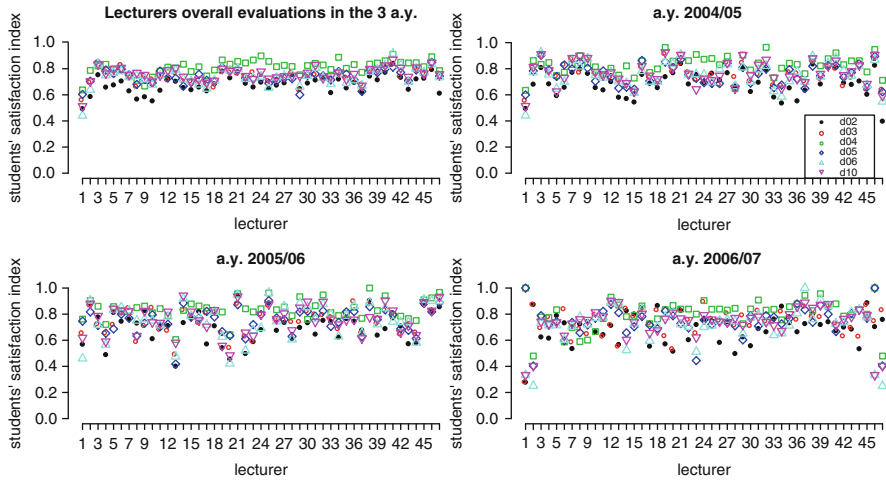 Lecturers overall evaluations in the 3 a.y.
students' satisfaction index
1.0
0.8
0.6
0.4
0.2
0.0
1 3 5 7 9 12 15 18 21 24 27 30 33 36 39 42 45
lecturer
a.y. 2004/05
students' satisfaction index
1.0
0.8
0.6
0.4
0.2
0.0
d02
d03
d04
d05
d06
d10
1 3 5 7 9 12 15 18 21 24 27 30 33 36 39 42 45
lecturer
a.y. 2005/06
students' satisfaction index
1.0
0.8
0.6
0.4
0.2
0.0
1 3 5 7 9 12 15 18 21 24 27 30 33 36 39 42 45
lecturer
a.y. 2006/07
students' satisfaction index
1.0
0.8
0.6
0.4
0.2
0.0
1 3 5 7 9 12 15 18 21 24 27 30 33 36 39 42 45
lecturer